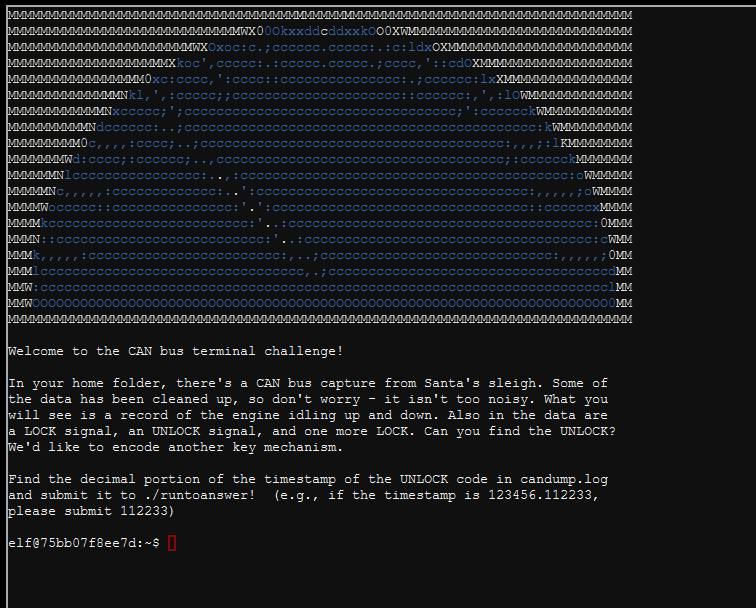 Welcome to the CAN bus terminal challenge!
In your home folder, there's a CAN bus capture from Santa's sleigh. Some of
the data has been cleaned up, so don't worry - it isn't too noisy. What you
will see is a record of the engine idling up and down. Also in the data are
a LOCK signal, an UNLOCK signal, and one more LOCK. Can you find the UNLOCK?
We'd like to encode another key mechanism.
Find the decimal portion of the timestamp of the UNLOCK code in candump.log
and submit it to ./runtoanswer!  (e.g., if the timestamp is 123456.112233,
please submit 112233)
elf@75bb07f8ee7d:~$